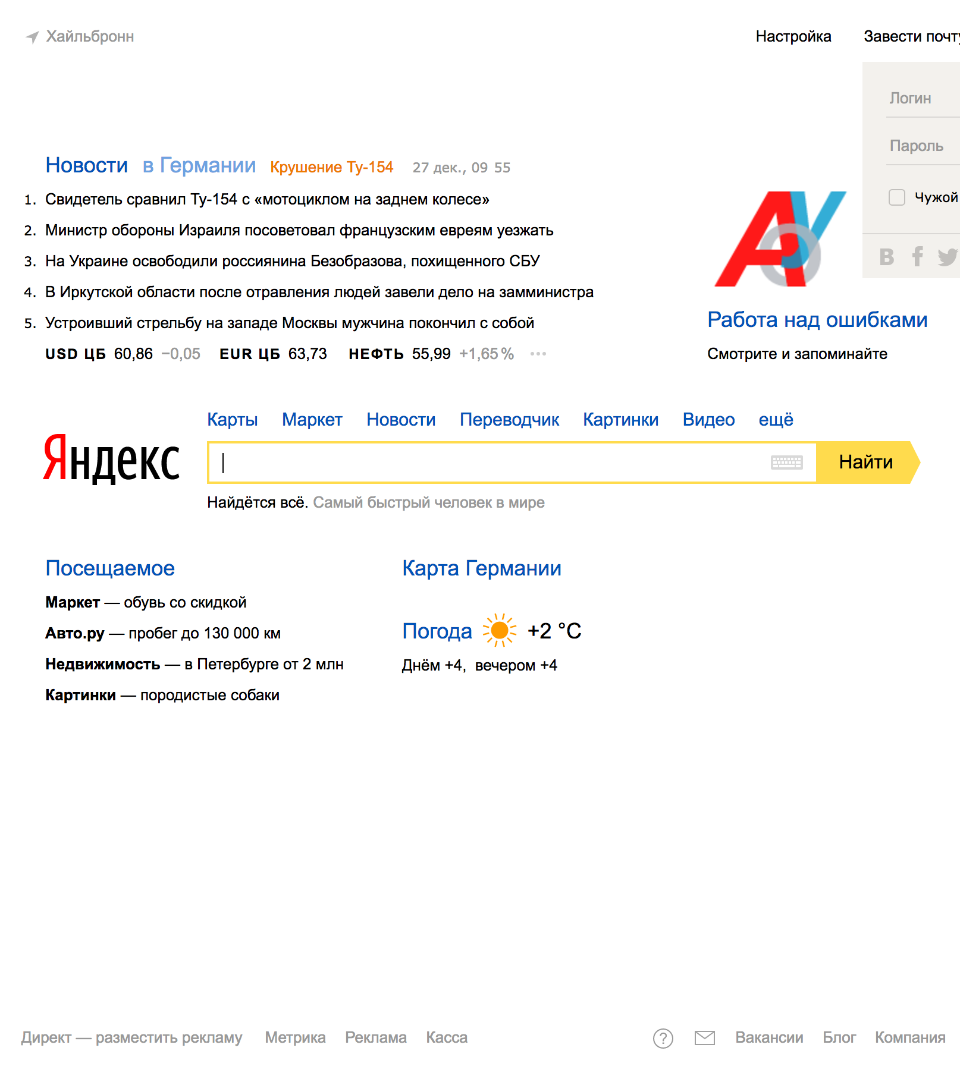 Хайльбронн
Настройка
Завести почту
Логин
Пароль
Чужой
Новости в Германии Крушение Ту-154 27 дек., 09 55
1. Свидетель сравнил Ту-154 с «мотоциклом на заднем колесе»
2. Министр обороны Израиля посоветовал французским евреям уезжать
3. На Украине освободили россиянина Безобразова, похищенного СБУ
4. В Иркутской области после отравления людей завели дело на замминистра
5. Устроивший стрельбу на западе Москвы мужчина покончил с собой
USD ЦБ 60,86 −0,05 EUR ЦБ 63,73 НЕФТЬ 55,99 +1,65 % •••
Работа над ошибками
Смотрите и запоминайте
Карты Маркет Новости Переводчик Картинки Видео ещё
Яндекс
Найти
Найдётся всё. Самый быстрый человек в мире
Посещаемое
Маркет — обувь со скидкой
Авто.ру — пробег до 130 000 км
Недвижимость — в Петербурге от 2 млн
Картинки — породистые собаки
Карта Германии
Погода +2 °C
Днём +4, вечером +4
Директ — разместить рекламу Метрика Реклама Касса ? Вакансии Блог Компания